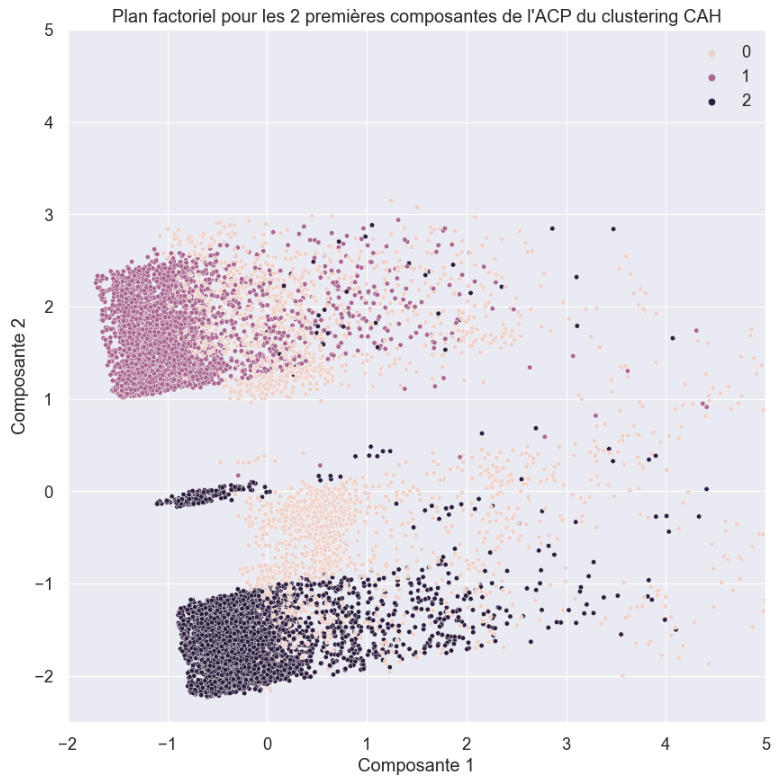 Plan factoriel pour les 2 premières composantes de l'ACP du clustering CAH
0
1
2
5
4
3
2
1
0
−1
−2
Composante 2
−2 −1 0 1 2 3 4 5
Composante 1